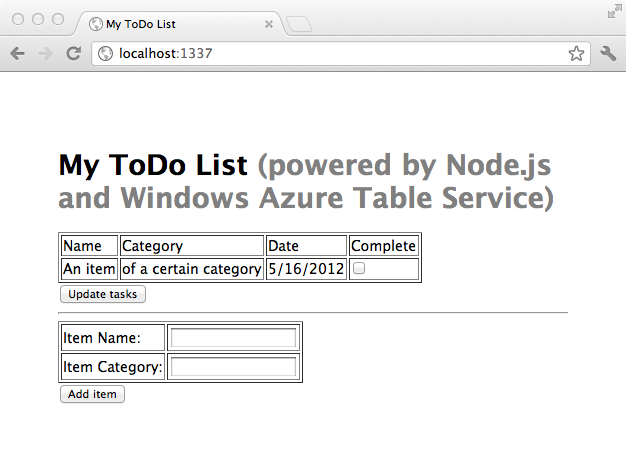 My ToDo List
localhost:1337
My ToDo List (powered by Node.js
and Windows Azure Table Service)
Name Category Date Complete
An item of a certain category 5/16/2012
Update tasks
Item Name:
Item Category:
Add item